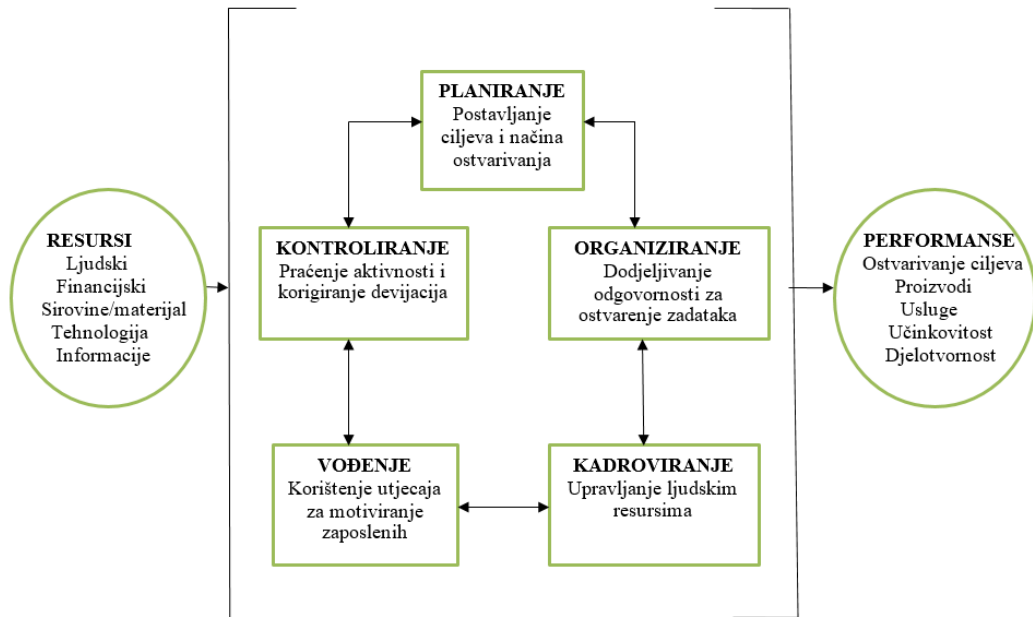 PLANIRANJE
Postavljanje
ciljeva i načina
ostvarivanja
RESURSI
Ljudski
Financijski
Sirovine/materijal
Tehnologija
Informacije
KONTROLIRANJE
Praćenje aktivnosti i
korigiranje devijacija
ORGANIZIRANJE
Dodjeljivanje
odgovornosti za
ostvarenje zadataka
PERFORMANSE
Ostvarivanje ciljeva
Proizvodi
Usluge
Učinkovitost
Djelotvornost
VOĐENJE
Korištenje utjecaja
za motiviranje
zaposlenih
KADROVIRANJE
Upravljanje ljudskim
resursima